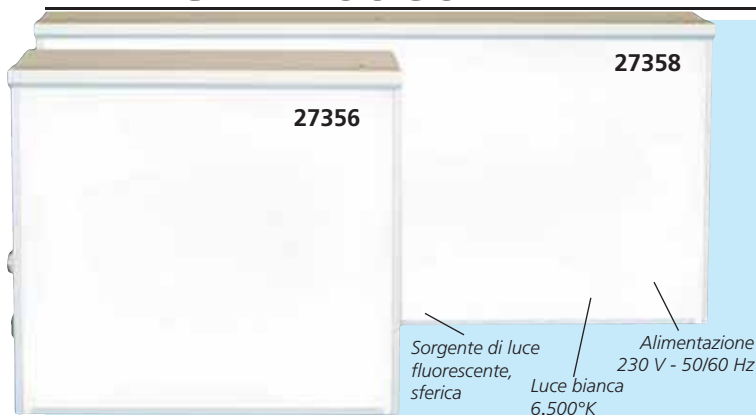 27358
27356
Sorgente di luce
fluorescente,
sferica
Luce bianca
6.500°K
Alimentazione
230 V - 50/60 Hz